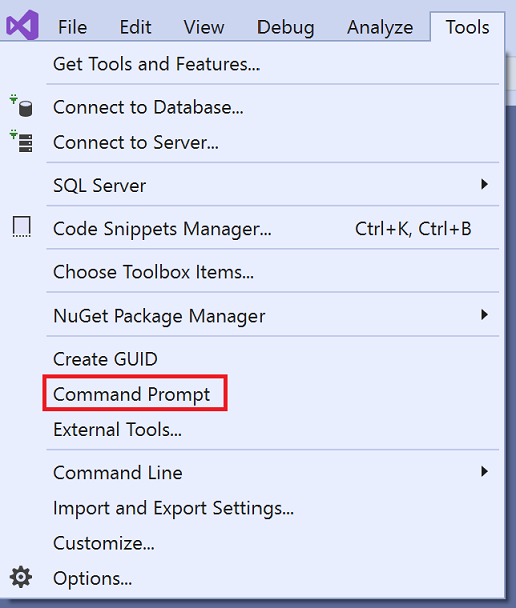 File Edit View Debug Analyze Tools
Get Tools and Features...
Connect to Database...
Connect to Server...
SQL Server
Code Snippets Manager... Ctrl+K, Ctrl+B
Choose Toolbox Items...
NuGet Package Manager
Create GUID
Command Prompt
External Tools...
Command Line
Import and Export Settings...
Customize...
Options...